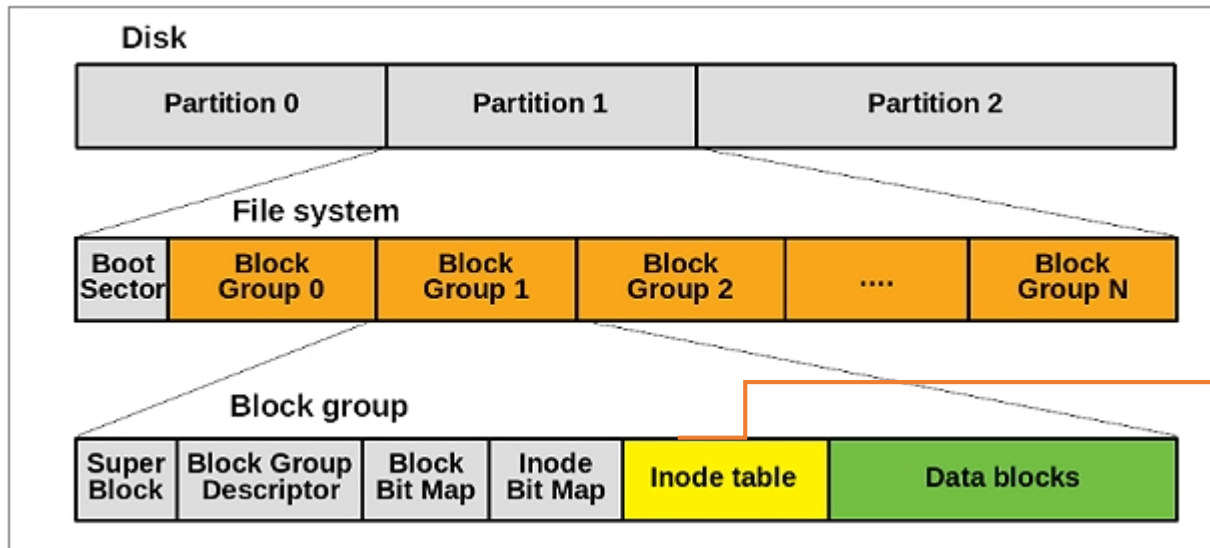 Disk
Partition 0 Partition 1 Partition 2
File system
Boot Block Block Block Block
Sector Group 0 Group 1 Group 2 .... Group N
Block group
Super Block Group Block Inode Inode table Data blocks
Block Descriptor Bit Map Bit Map